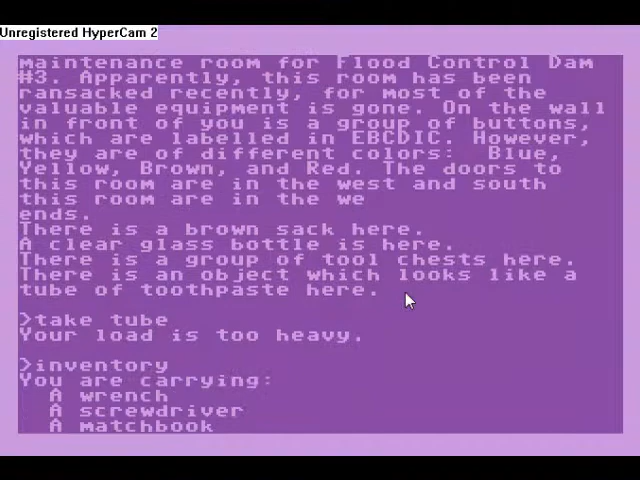 Unregistered HyperCam 2
maintenance room for Flood Control Dam
#3. Apparently, this room has been
ransacked recently, for most of the
valuable equipment is gone. On the wall
in front of you is a group of buttons,
which are labelled in EBCDIC. However,
they are of different colors:  Blue,
Yellow, Brown, and Red. The doors to
this room are in the west and south
this room are in the we
ends.
There is a brown sack here.
A clear glass bottle is here.
There is a group of tool chests here.
There is an object which looks like a
tube of toothpaste here.
>take tube
Your load is too heavy.
>inventory
You are carrying:
A wrench
A screwdriver
A matchbook